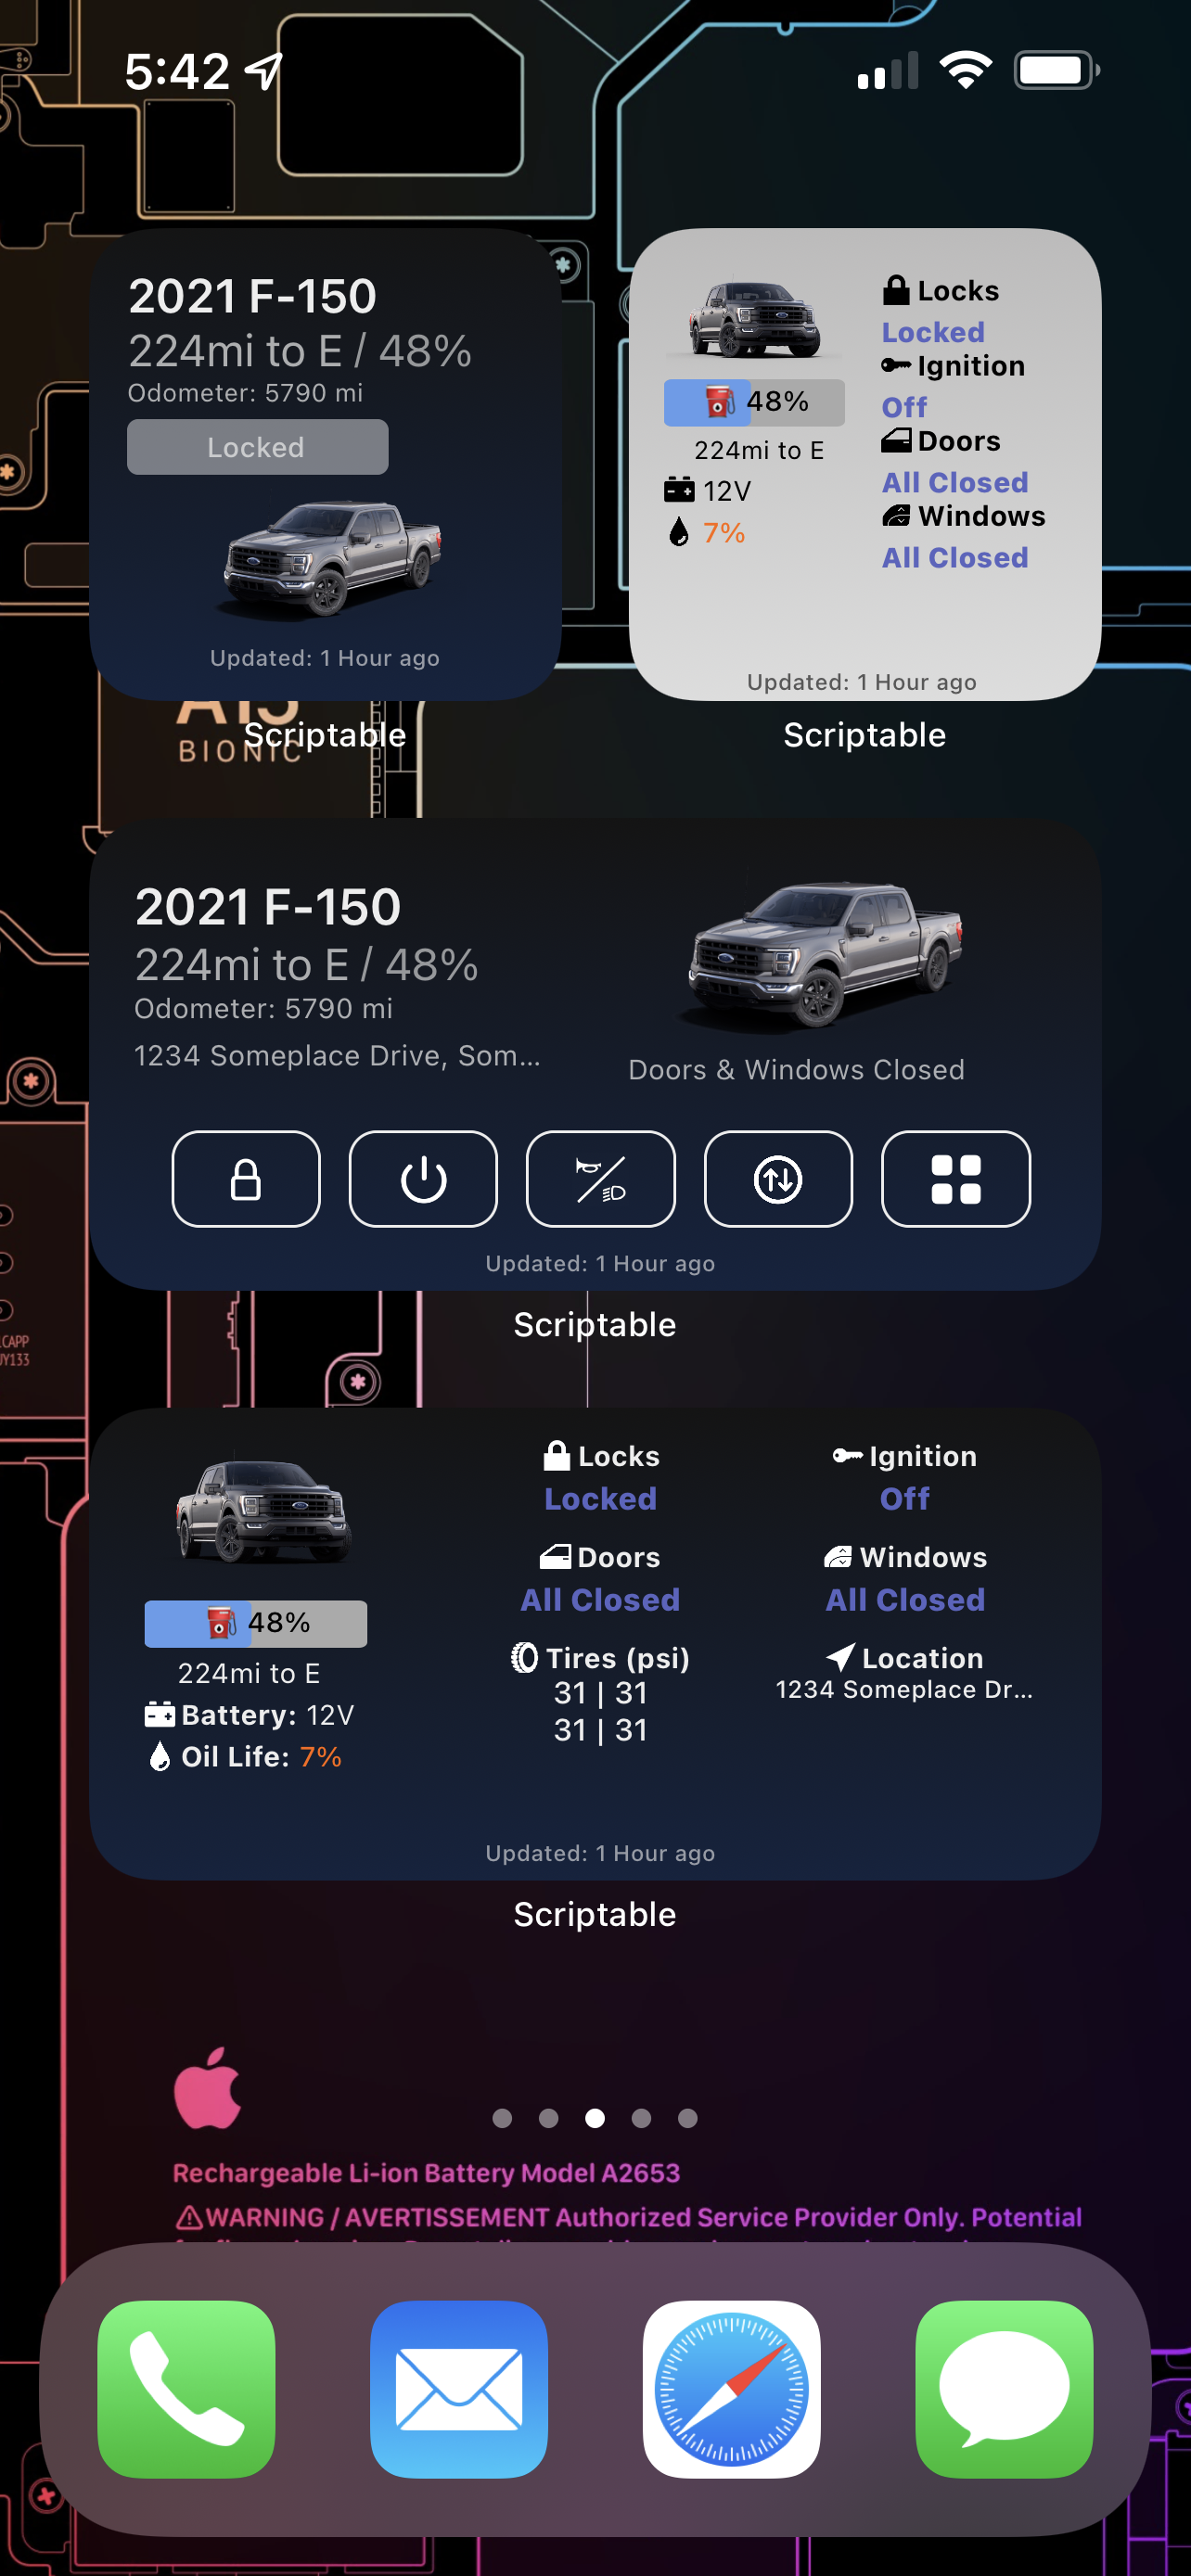 5:42
2021 F-150
224mi to E / 48%
Odometer: 5790 mi
Locked
Updated: 1 Hour ago
Scriptable
48%
224mi to E
12V
7%
Locks
Locked
Ignition
Off
Doors
All Closed
Windows
All Closed
Updated: 1 Hour ago
Scriptable
A15
BIONIC
2021 F-150
224mi to E / 48%
Odometer: 5790 mi
1234 Someplace Drive, Som...
Doors & Windows Closed
Updated: 1 Hour ago
Scriptable
48%
224mi to E
Battery: 12V
Oil Life: 7%
Locks
Locked
Ignition
Off
Doors
All Closed
Windows
All Closed
Tires (psi)
31 | 31
31 | 31
Location
1234 Someplace Dr...
Updated: 1 Hour ago
Scriptable
Rechargeable Li-ion Battery Model A2653
WARNING / AVERTISSEMENT Authorized Service Provider Only. Potential